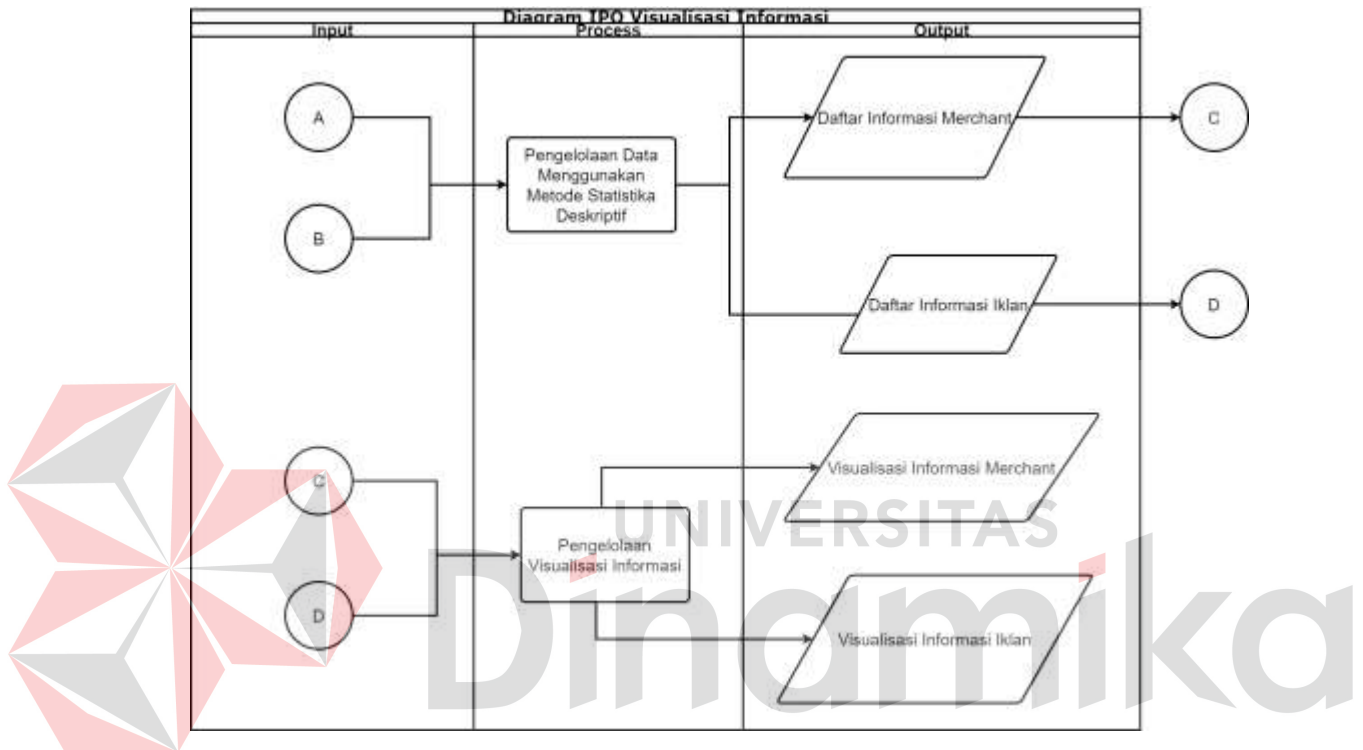 Diagram IPO Visualisasi Informasi
Input
Process
Output
A
B
Pengelolaan Data
Menggunakan
Metode Statistika
Deskriptif
Daftar Informasi Merchant
C
Daftar Informasi Iklan
D
C
D
Pengelolaan
Visualisasi Informasi
Visualisasi Informasi Merchant
Visualisasi Informasi Iklan
UNIVERSITAS
Dinamika